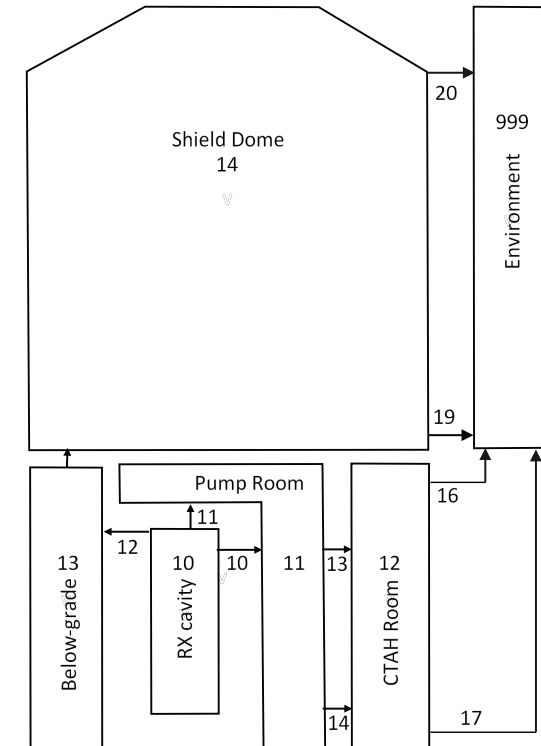 20
999
Shield Dome
14
Environment
19
Pump Room
16
11
12
10
13
13
10
11
12
Below-grade
RX cavity
CTAH Room
14
17